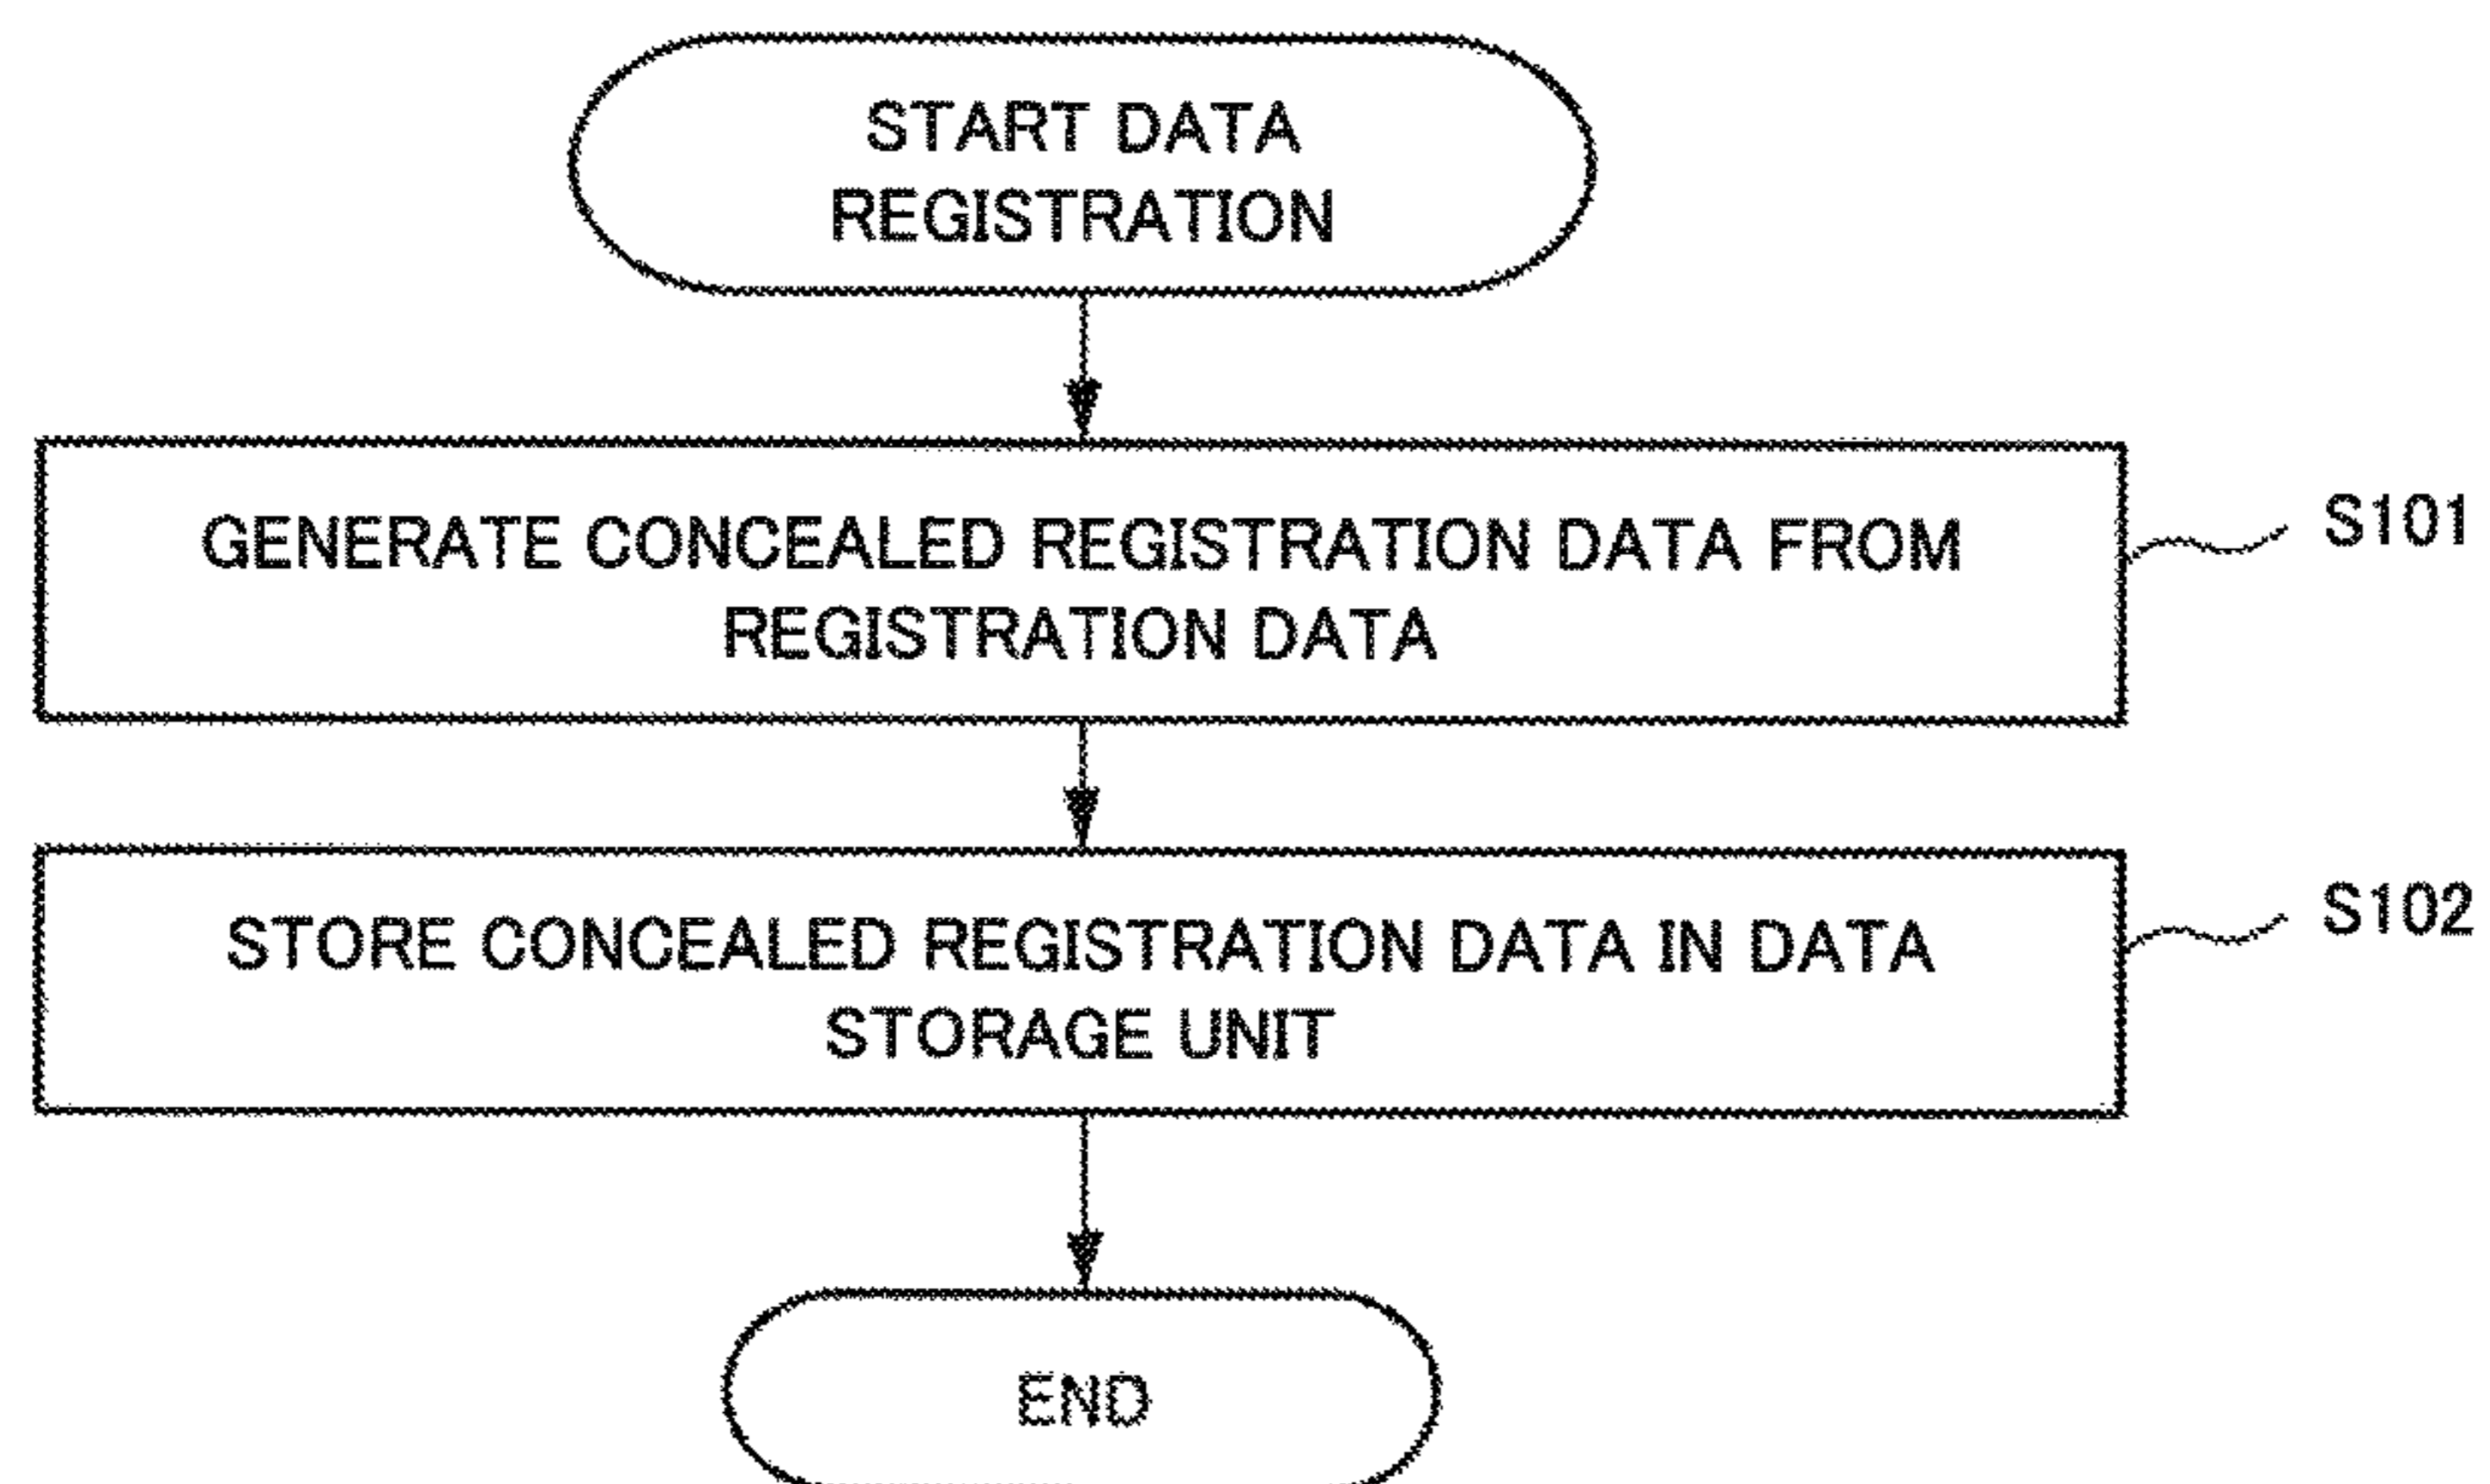 START DATA
REGISTRATION
GENERATE CONCEALED REGISTRATION DATA FROM
REGISTRATION DATA
S101
STORE CONCEALED REGISTRATION DATA IN DATA
STORAGE UNIT
S102
END